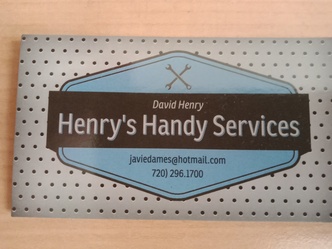 David Henry
Henry's Handy Services
javiedames@hotmail.com
720) 296.1700